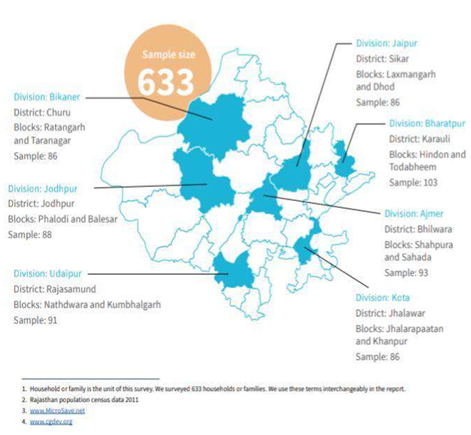 Sample size
633
Division: Bikaner
District: Churu
Blocks: Ratangarh
and Taranagar
Sample: 86
Division: Jodhpur
District: Jodhpur
Blocks: Phalodi and Balesar
Sample: 88
Division: Udaipur
District: Rajasamund
Blocks: Nathdwara and Kumbhalgarh
Sample: 91
Division: Jaipur
District: Sikar
Blocks: Laxmangarh
and Dhod
Sample: 86
Division: Bharatpur
District: Karauli
Blocks: Hindon and
Todabheem
Sample: 103
Division: Ajmer
District: Bhilwara
Blocks: Shahpura
and Sahada
Sample: 93
Division: Kota
District: Jhalawar
Blocks: Jhalarapaatan
and Khanpur
Sample: 86
1. Household or family is the unit of this survey. We surveyed 633 households or families. We use these terms interchangeably in the report.
2. Rajasthan population census data 2011
3. www.MicroSave.net
4. www.cgdev.org